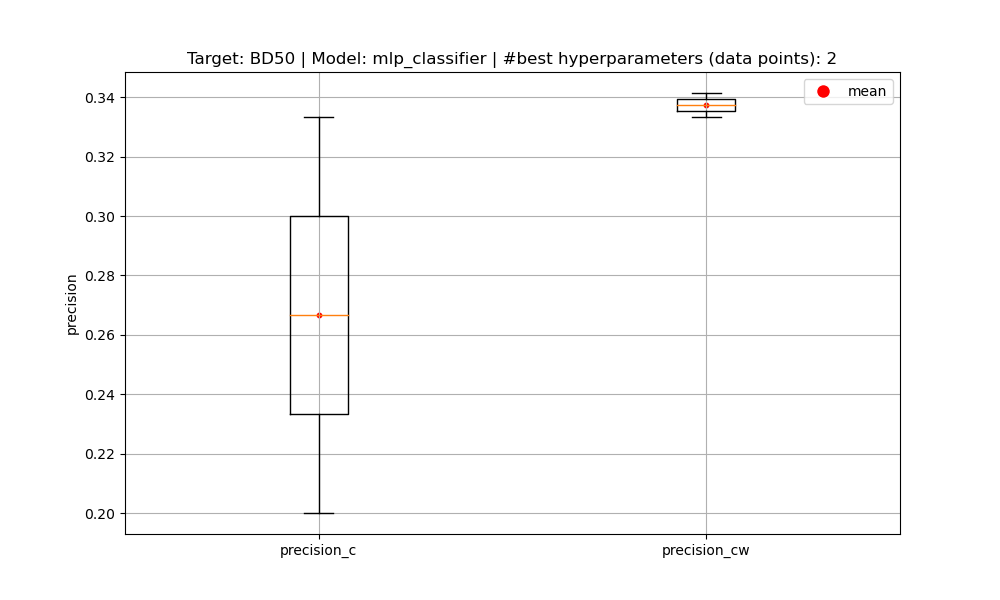 Target: BD50 | Model: mlp_classifier | #best hyperparameters (data points): 2
mean
precision
0.34
0.32
0.30
0.28
0.26
0.24
0.22
0.20
precision_c
precision_cw